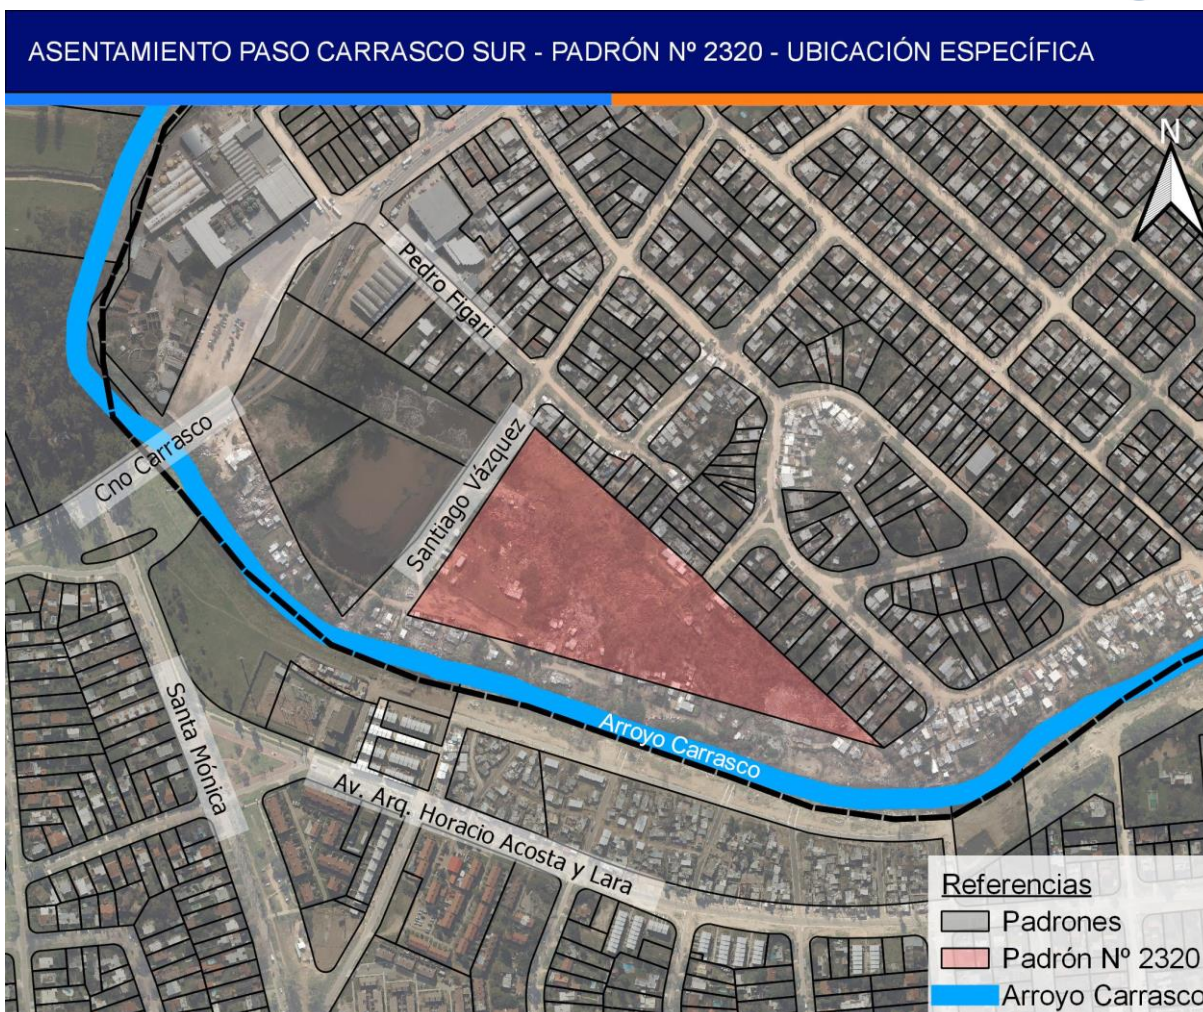 ASENTAMIENTO PASO CARRASCO SUR - PADRÓN Nº 2320 - UBICACIÓN ESPECÍFICA
N
Pedro Figari
Cno Carrasco
Santiago Vázquez
Santa Mónica
Arroyo Carrasco
Av. Arq. Horacio Acosta y Lara
Referencias
Padrones
Padrón Nº 2320
Arroyo Carrasco